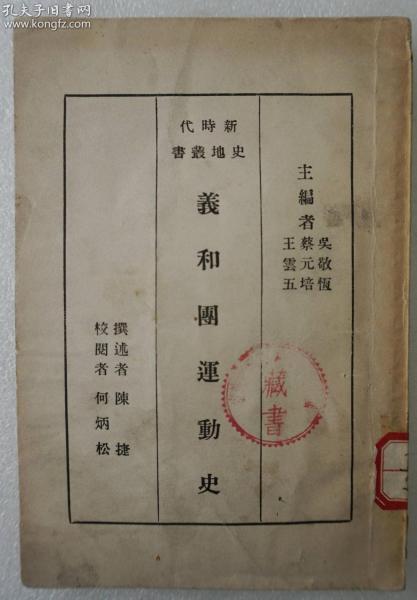 孔夫子旧书网
www.kongfz.com
主編者
吳敬恆
蔡元培
王雲五
新時代
史地叢書
義和團運動史
撰述者 陳捷
校閱者 何炳松
藏書